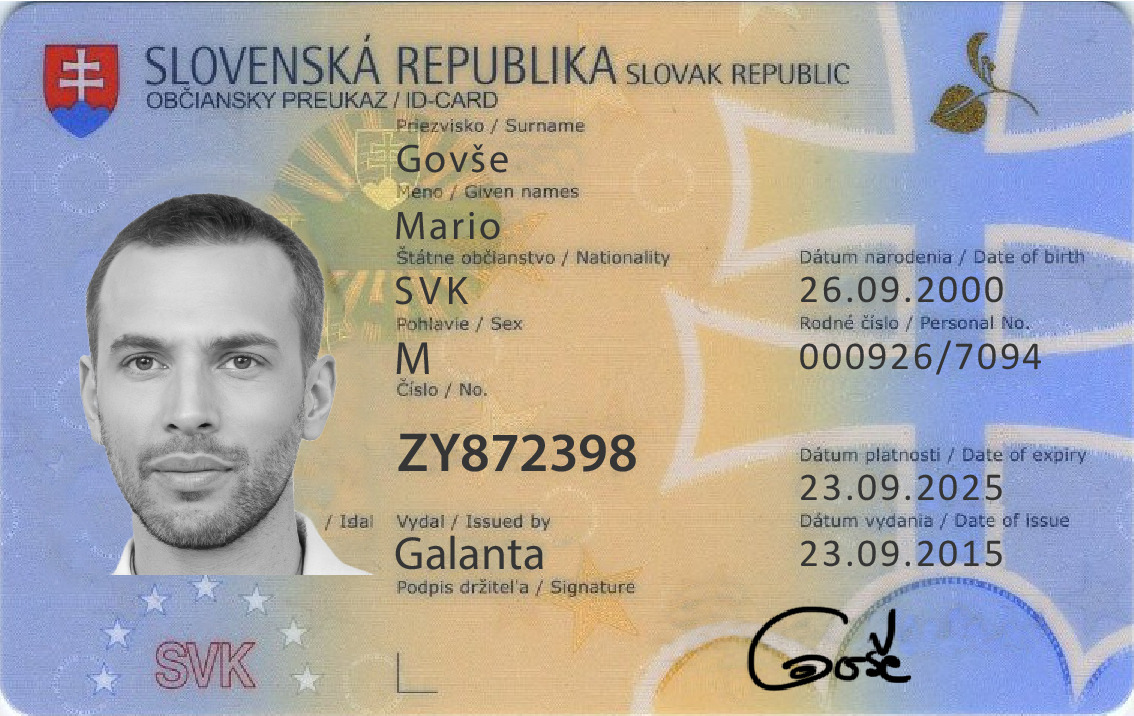 SLOVENSKÁ REPUBLIKA SLOVAK REPUBLIC
OBČIANSKY PREUKAZ / ID-CARD
Priezvisko / Surname
Govše
Meno / Given names
Mario
Štátne občianstvo / Nationality
SVK
Pohlavie / Sex
M
Číslo / No.
ZY872398
Dátum narodenia / Date of birth
26.09.2000
Rodné číslo / Personal No.
000926/7094
Dátum platnosti / Date of expiry
23.09.2025
Dátum vydania / Date of issue
23.09.2015
Vydal / Issued by
Galanta
Podpis držiteľa / Signature
SVK